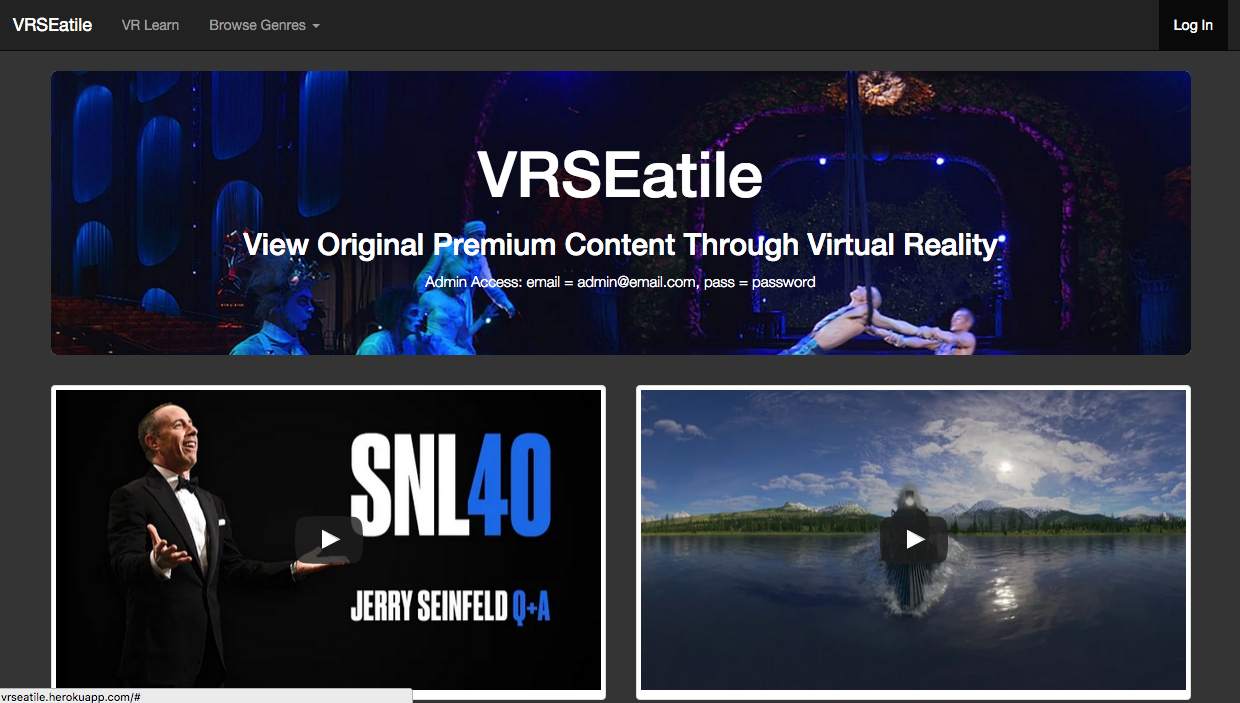 VRSEatile VR Learn Browse Genres Log In
VRSEatile
View Original Premium Content Through Virtual Reality
Admin Access: email = admin@email.com, pass = password
SNL40
JERRY SEINFELD Q+A
vrseatile.herokuapp.com/#